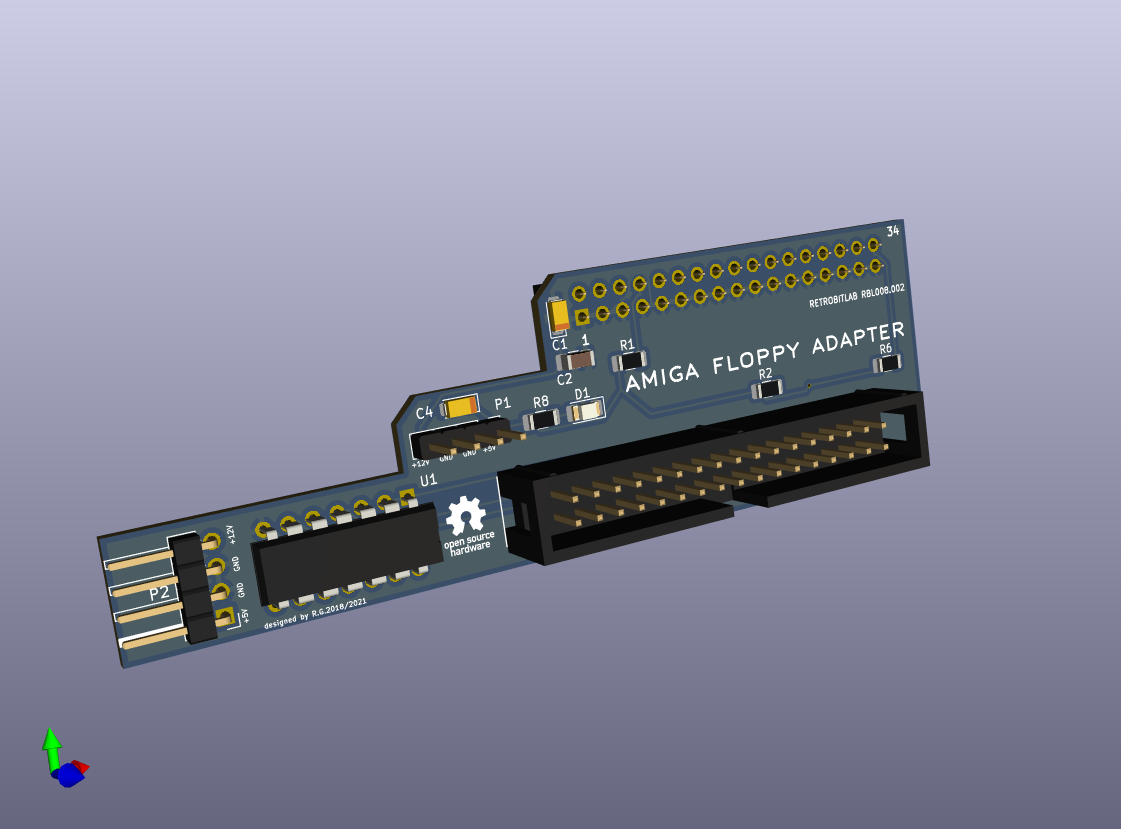 34
RETROBITLAB RBL008.002
C1
1
R1
AMIGA FLOPPY ADAPTER
R6
C2
R2
C4
P1
R8
D1
+12V GND GND +5V
U1
open source
hardware
P2
+12V
GND
GND
+5V
designed by R.G.2018/2021